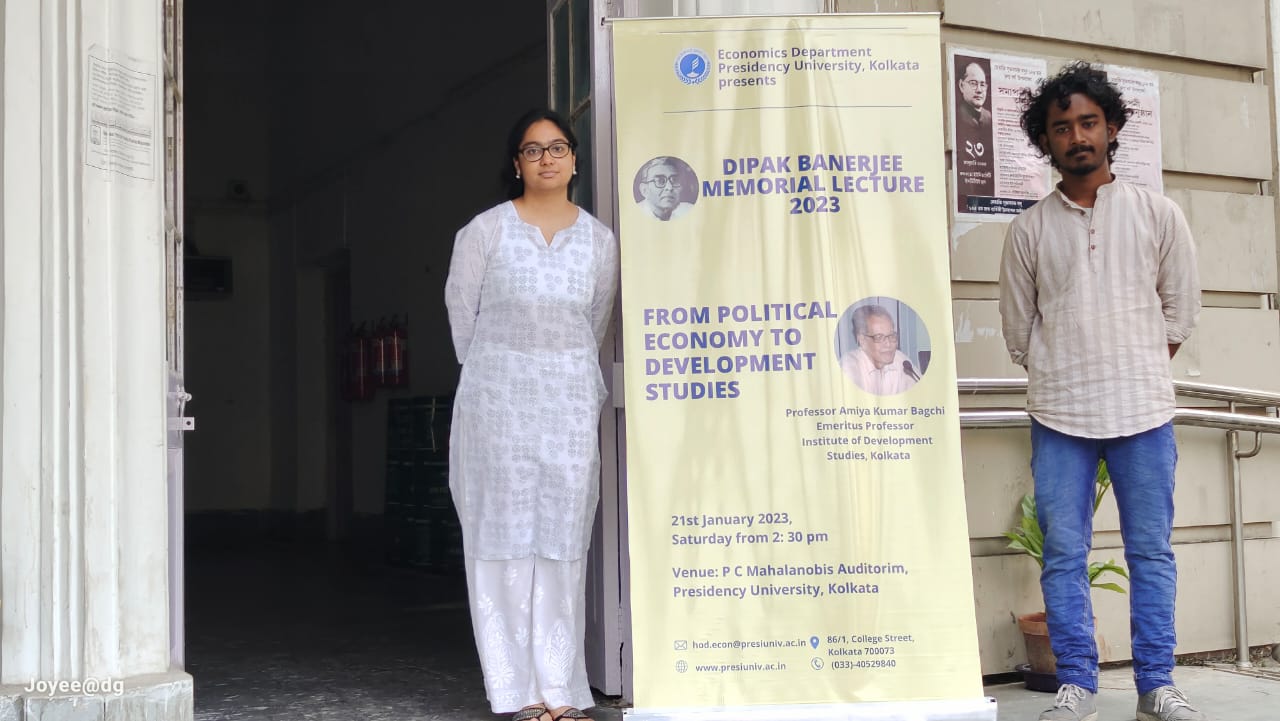 Economics Department
Presidency University, Kolkata
presents
DIPAK BANERJEE
MEMORIAL LECTURE
2023
FROM POLITICAL
ECONOMY TO
DEVELOPMENT
STUDIES
Professor Amiya Kumar Bagchi
Emeritus Professor
Institute of Development
Studies, Kolkata
21st January 2023,
Saturday from 2: 30 pm
Venue: P C Mahalanobis Auditorim,
Presidency University, Kolkata
hod.econ@presiuniv.ac.in
86/1, College Street,
Kolkata 700073
www.presiuniv.ac.in
(033)-40529840
২৩
Joyee@dg